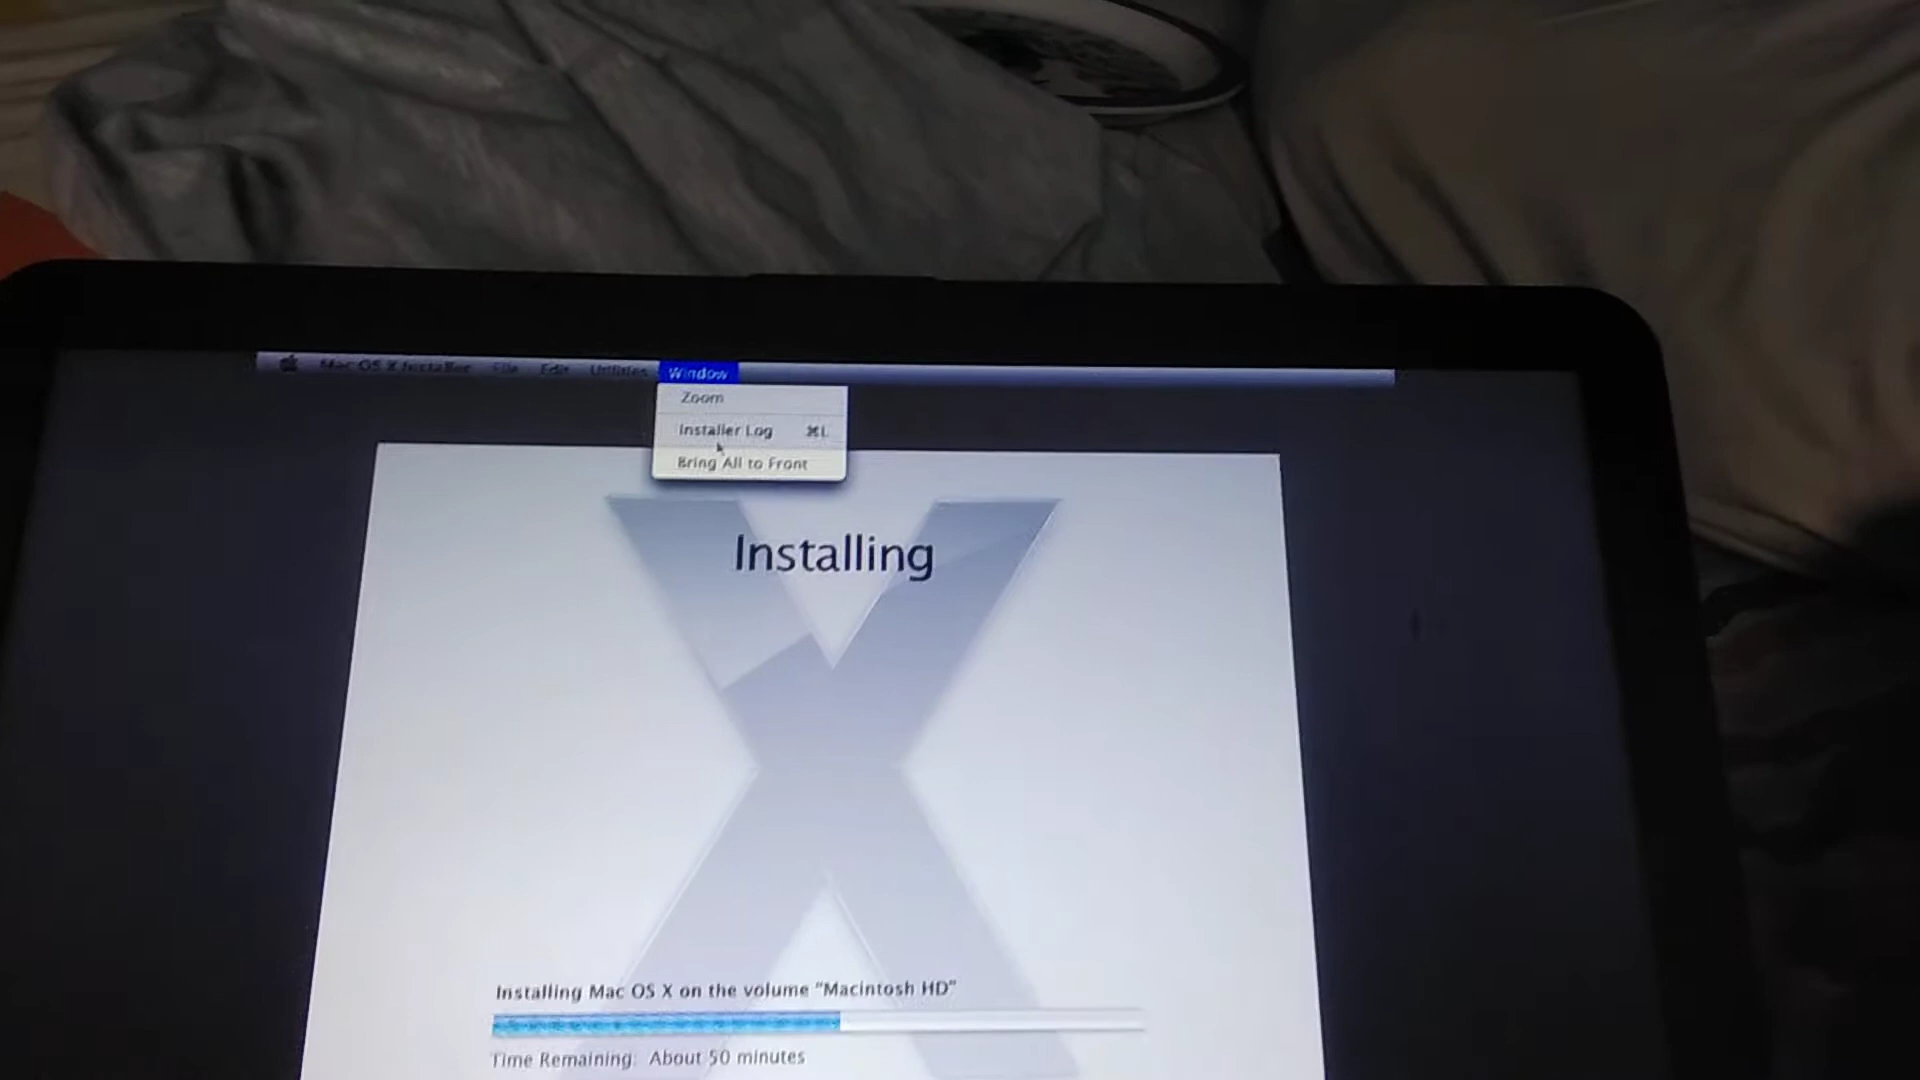 Mac OS X Installer File Edit Utilities Window
Zoom
Installer Log ⌘L
Bring All to Front
Installing
Installing Mac OS X on the volume "Macintosh HD"
Time Remaining: About 50 minutes